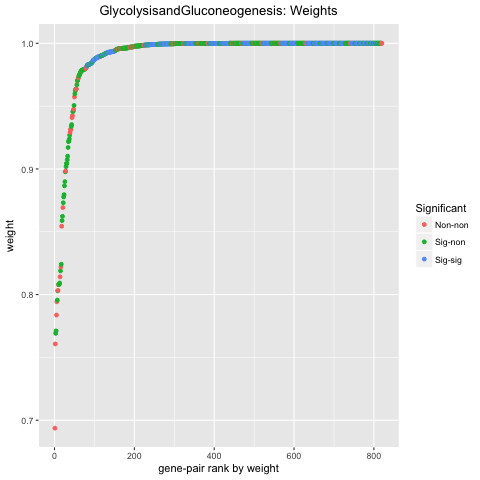 GlycolysisandGluconeogenesis: Weights
1.0
0.9
0.8
0.7
weight
0
200
400
600
800
gene-pair rank by weight
Significant
Non-non
Sig-non
Sig-sig